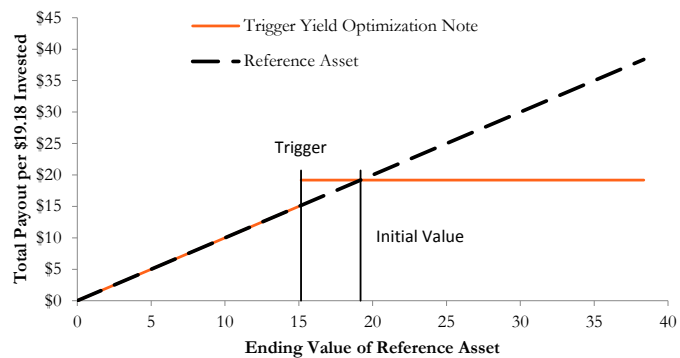 $45
$40
$35
$30
$25
$20
$15
$10
$5
$0
Total Payout per $19.18 Invested
Trigger Yield Optimization Note
Reference Asset
Trigger
Initial Value
0 5 10 15 20 25 30 35 40
Ending Value of Reference Asset